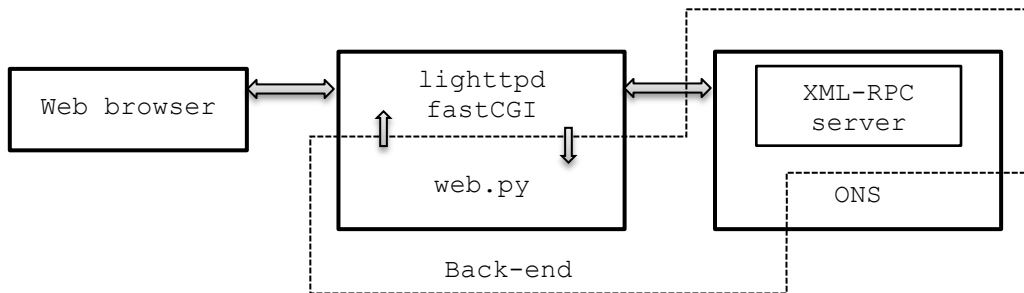 Web browser
lighttpd
fastCGI
web.py
XML-RPC
server
ONS
Back-end